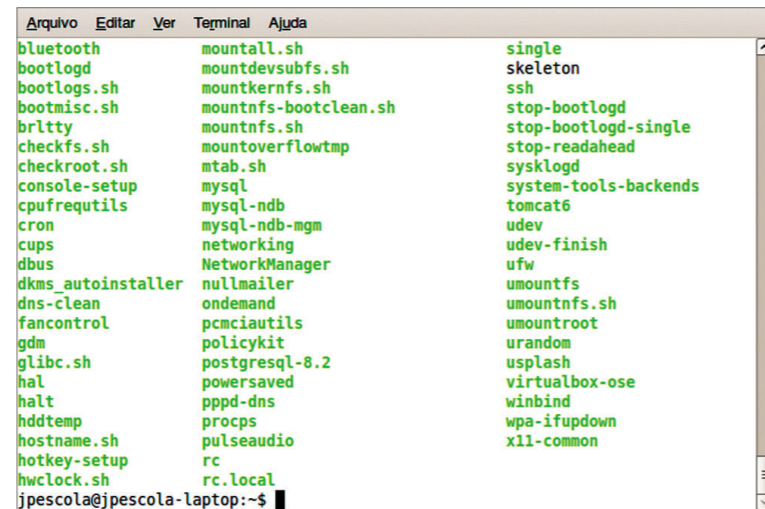 Arquivo Editar Ver Terminal Ajuda
bluetooth mountall.sh single
bootlogd mountdevsubfs.sh skeleton
bootlogs.sh mountkernfs.sh ssh
bootmisc.sh mountnfs-bootclean.sh stop-bootlogd
brltty mountnfs.sh stop-bootlogd-single
checkfs.sh mountoverflowtmp stop-readahead
checkroot.sh mtab.sh sysklogd
console-setup mysql system-tools-backends
cpufrequtils mysql-ndb tomcat6
cron mysql-ndb-mgm udev
cups networking udev-finish
dbus NetworkManager ufw
dkms_autoinstaller nullmailer umountfs
dns-clean ondemand umountnfs.sh
fancontrol pcmciautils umountroot
gdm policykit urandom
glibc.sh postgresql-8.2 usplash
hal powersaved virtualbox-ose
halt pppd-dns winbind
hddtemp procps wpa-ifupdown
hostname.sh pulseaudio x11-common
hotkey-setup rc
hwclock.sh rc.local
jpescola@jpescola-laptop:~$